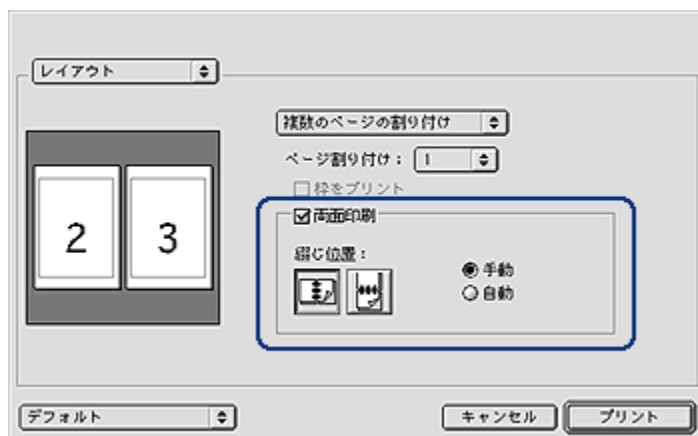 レイアウト
複数のページの割り付け
ページ割り付け： 1
枠をプリント
両面印刷
2 3
綴じ位置：
手動
自動
デフォルト
キャンセル プリント